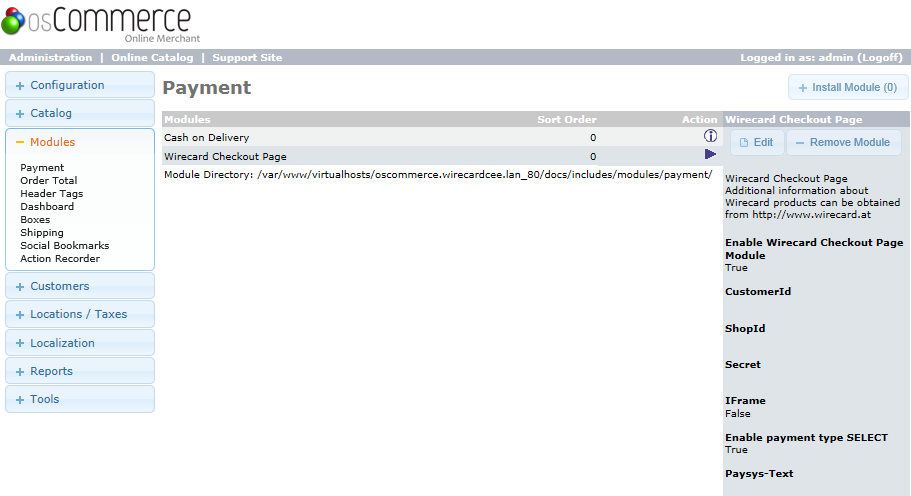 osCommerce
Online Merchant
Administration | Online Catalog | Support Site
Logged in as: admin (Logoff)
+ Configuration
+ Catalog
− Modules
Payment
Order Total
Header Tags
Dashboard
Boxes
Shipping
Social Bookmarks
Action Recorder
+ Customers
+ Locations / Taxes
+ Localization
+ Reports
+ Tools
Payment
+ Install Module (0)
Modules Sort Order Action
Cash on Delivery 0
Wirecard Checkout Page 0
Module Directory: /var/www/virtualhosts/oscommerce.wirecardcee.lan_80/docs/includes/modules/payment/
Wirecard Checkout Page
Edit − Remove Module
Wirecard Checkout Page
Additional information about
Wirecard products can be obtained
from http://www.wirecard.at
Enable Wirecard Checkout Page
Module
True
CustomerId
ShopId
Secret
IFrame
False
Enable payment type SELECT
True
Paysys-Text